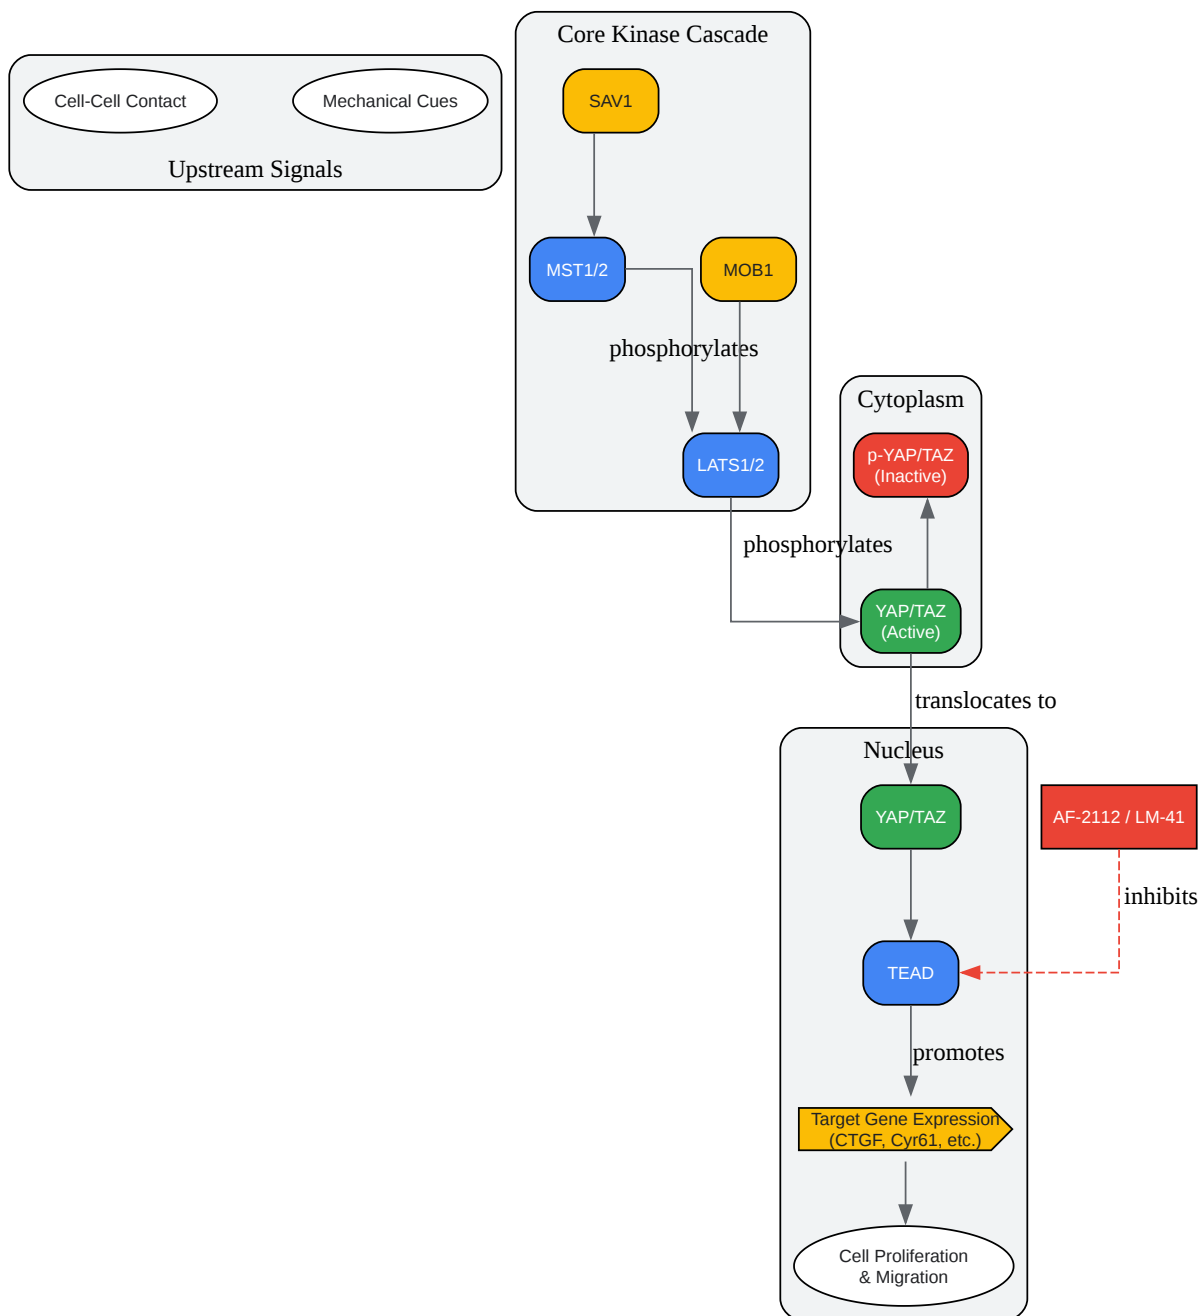 Core Kinase Cascade
Cell-Cell Contact
Mechanical Cues
Upstream Signals
SAV1
MST1/2
MOB1
phosphorylates
LATS1/2
phosphorylates
Cytoplasm
p-YAP/TAZ
(Inactive)
YAP/TAZ
(Active)
translocates to
Nucleus
YAP/TAZ
AF-2112 / LM-41
inhibits
TEAD
promotes
Target Gene Expression
(CTGF, Cyr61, etc.)
Cell Proliferation
& Migration